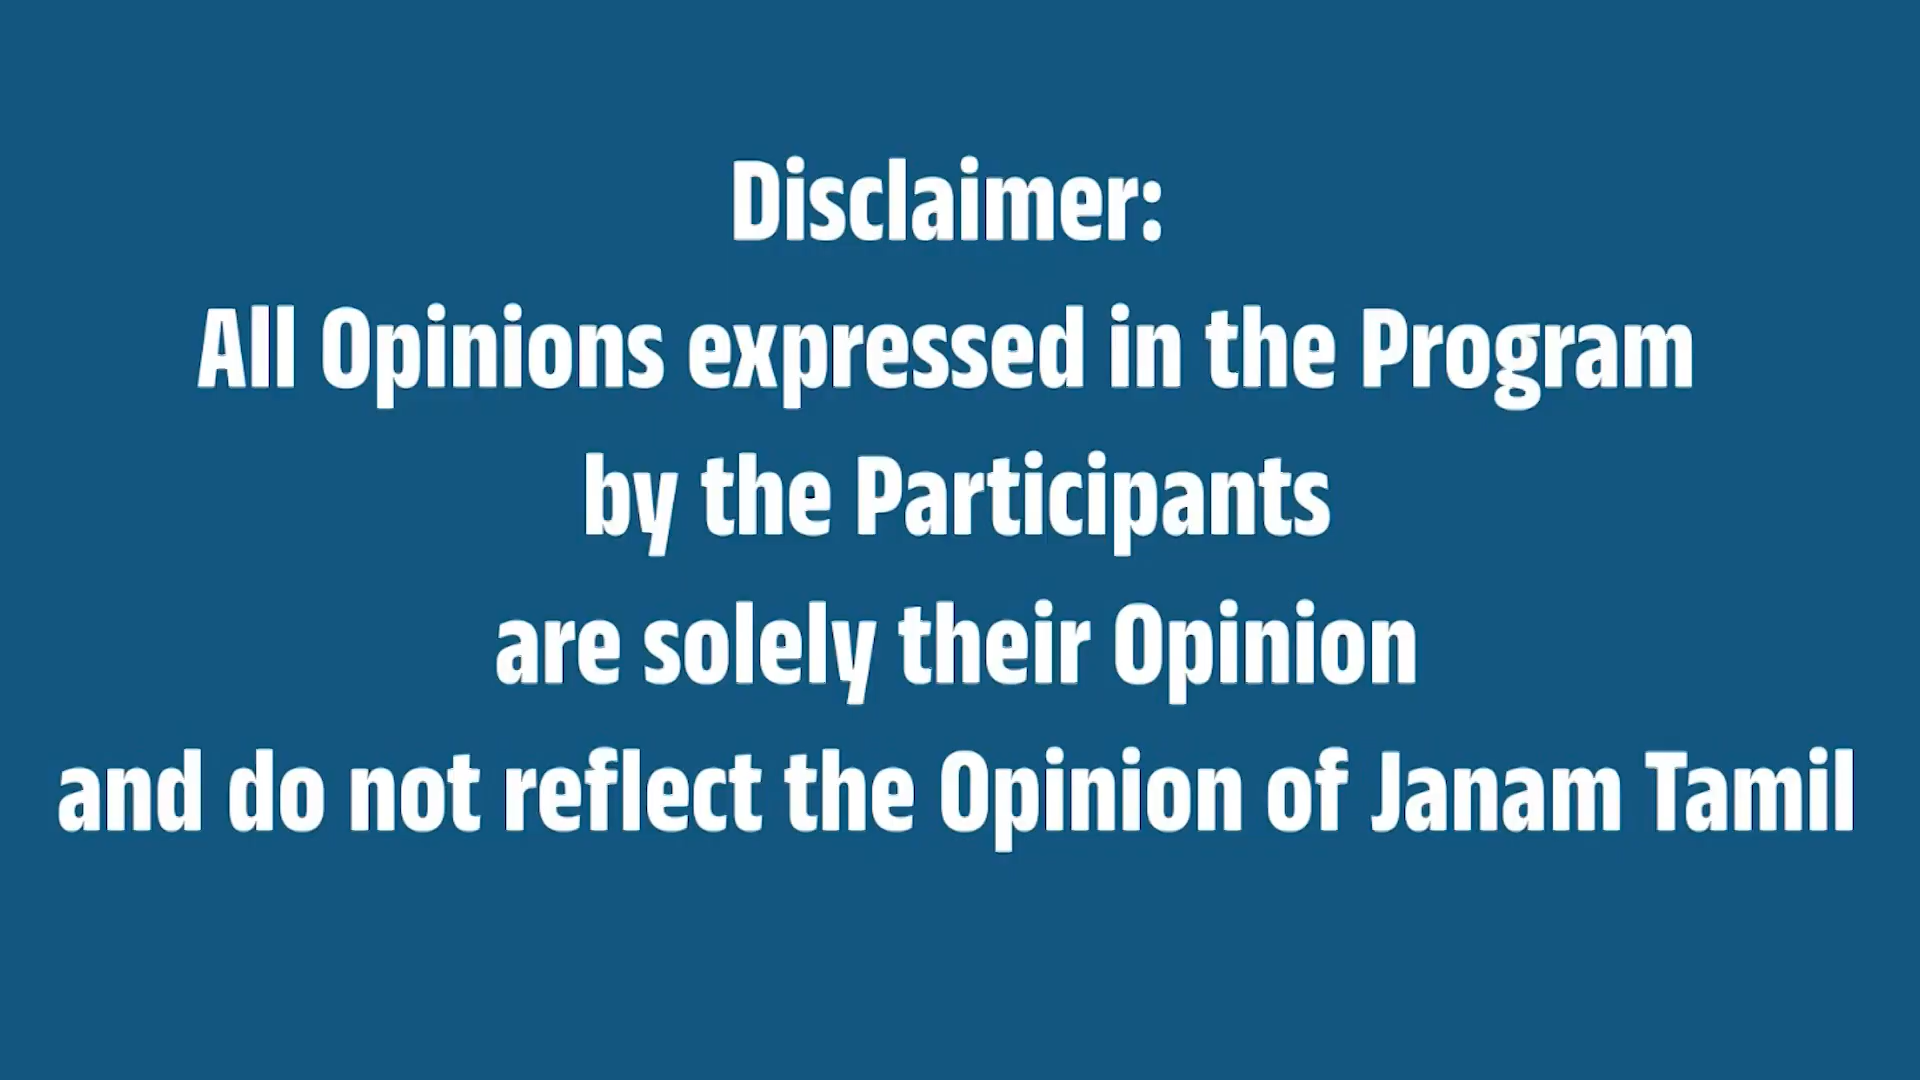 Disclaimer:
All Opinions expressed in the Program
by the Participants
are solely their Opinion
and do not reflect the Opinion of Janam Tamil